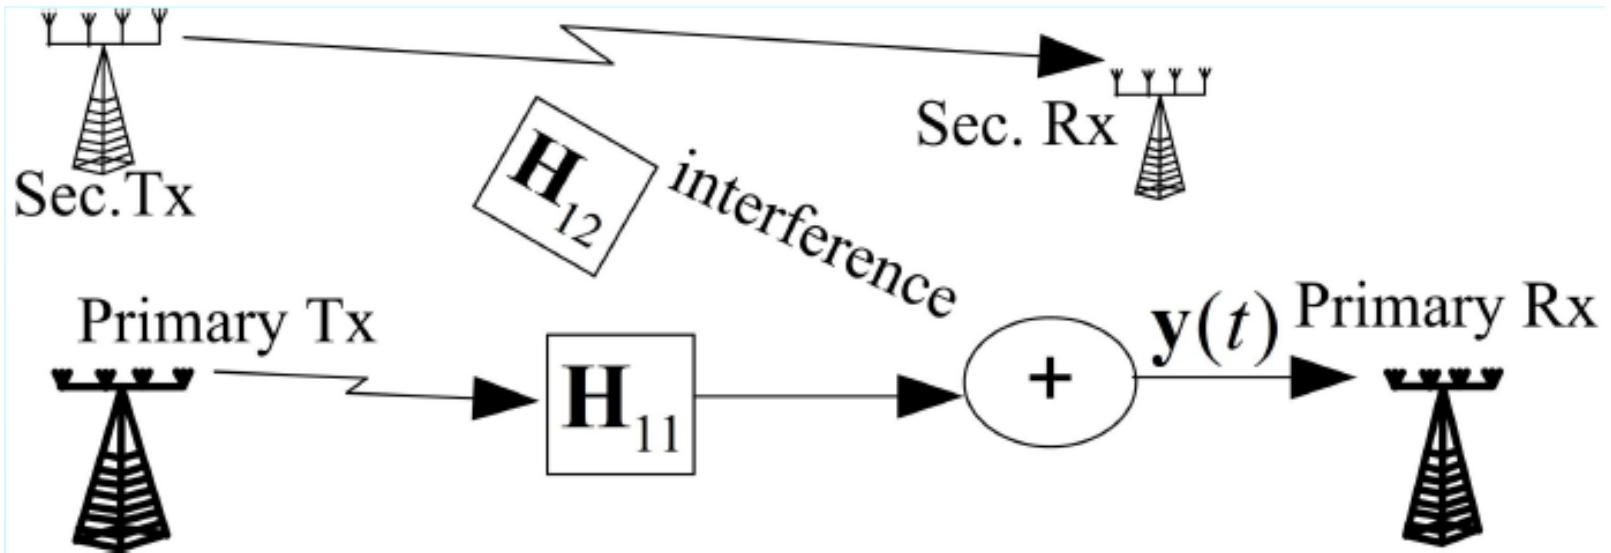 Sec.Tx
Sec. Rx
H12
interference
Primary Tx
H11
+
y(t)
Primary Rx